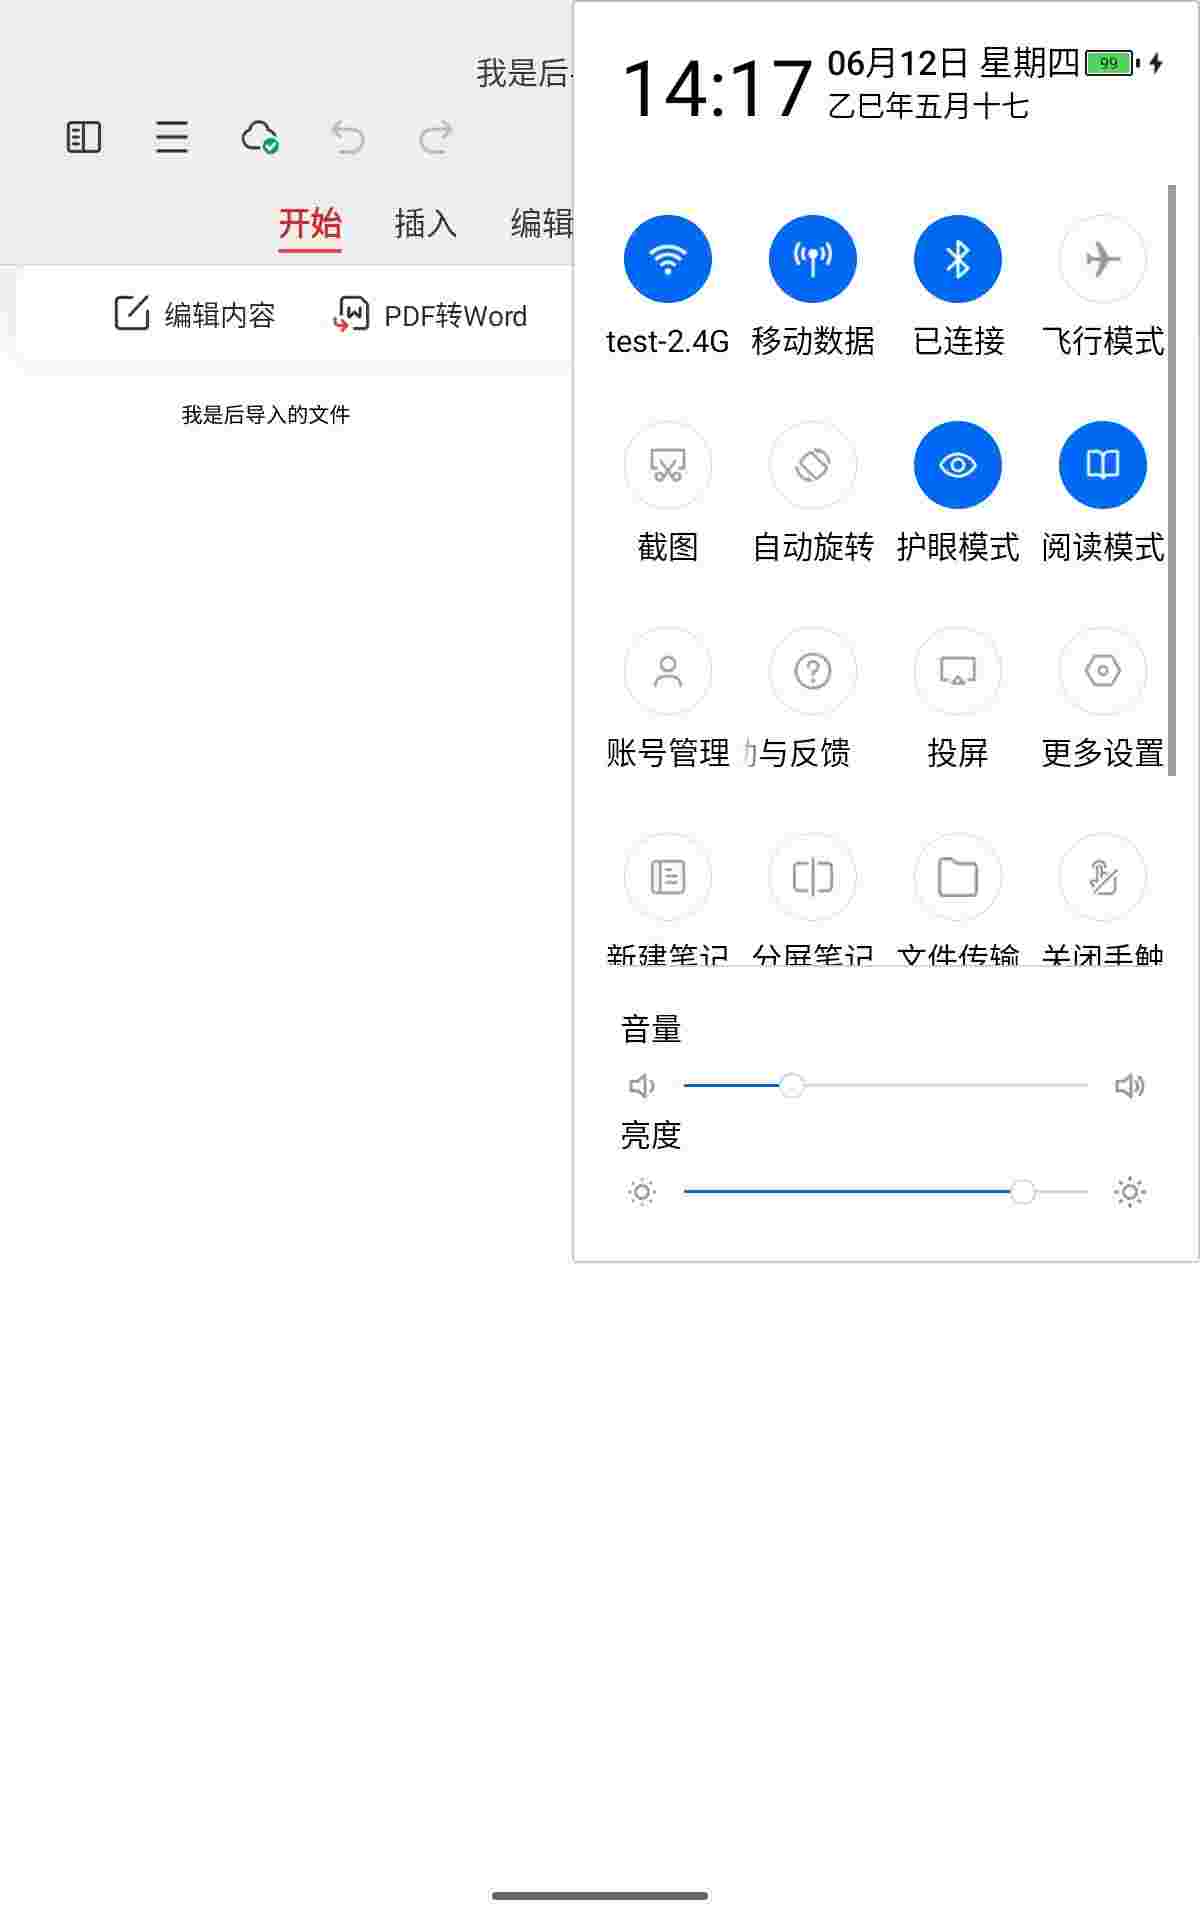 我是后
14:17
06月12日 星期四
99
乙巳年五月十七
开始 插入 编辑
编辑内容 PDF转Word
我是后导入的文件
test-2.4G 移动数据 已连接 飞行模式
截图 自动旋转 护眼模式 阅读模式
账号管理 与反馈 投屏 更多设置
新建笔记 分屏笔记 文件传输 关闭手触
音量
亮度